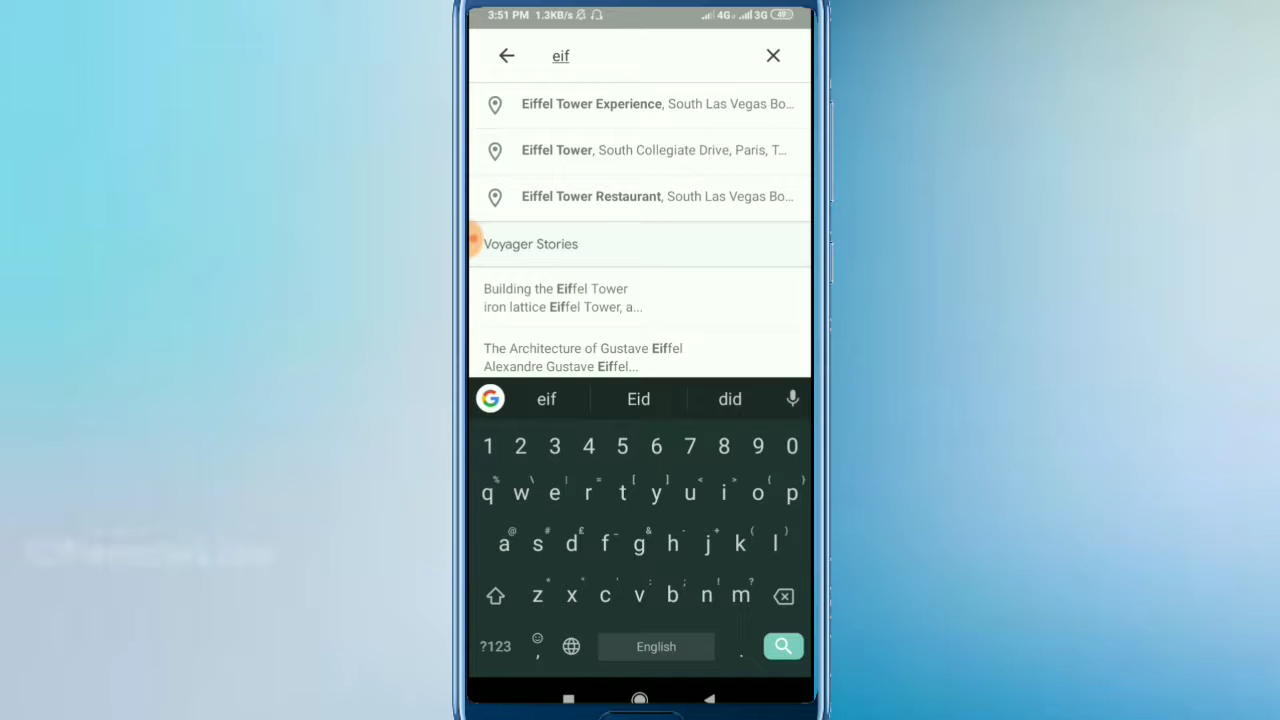 3:51 PM 1.3KB/s 4G 3G 49
eif
Eiffel Tower Experience, South Las Vegas Bo...
Eiffel Tower, South Collegiate Drive, Paris, T...
Eiffel Tower Restaurant, South Las Vegas Bo...
Voyager Stories
Building the Eiffel Tower
iron lattice Eiffel Tower, a...
The Architecture of Gustave Eiffel
Alexandre Gustave Eiffel...
G eif Eid did
1 2 3 4 5 6 7 8 9 0
% \ | = [ ] < > { }
q w e r t y u i o p
@ # £ _ & - + ( )
a s d f g h j k l
* " ' : ; ! ?
z x c v b n m
?123 , English .